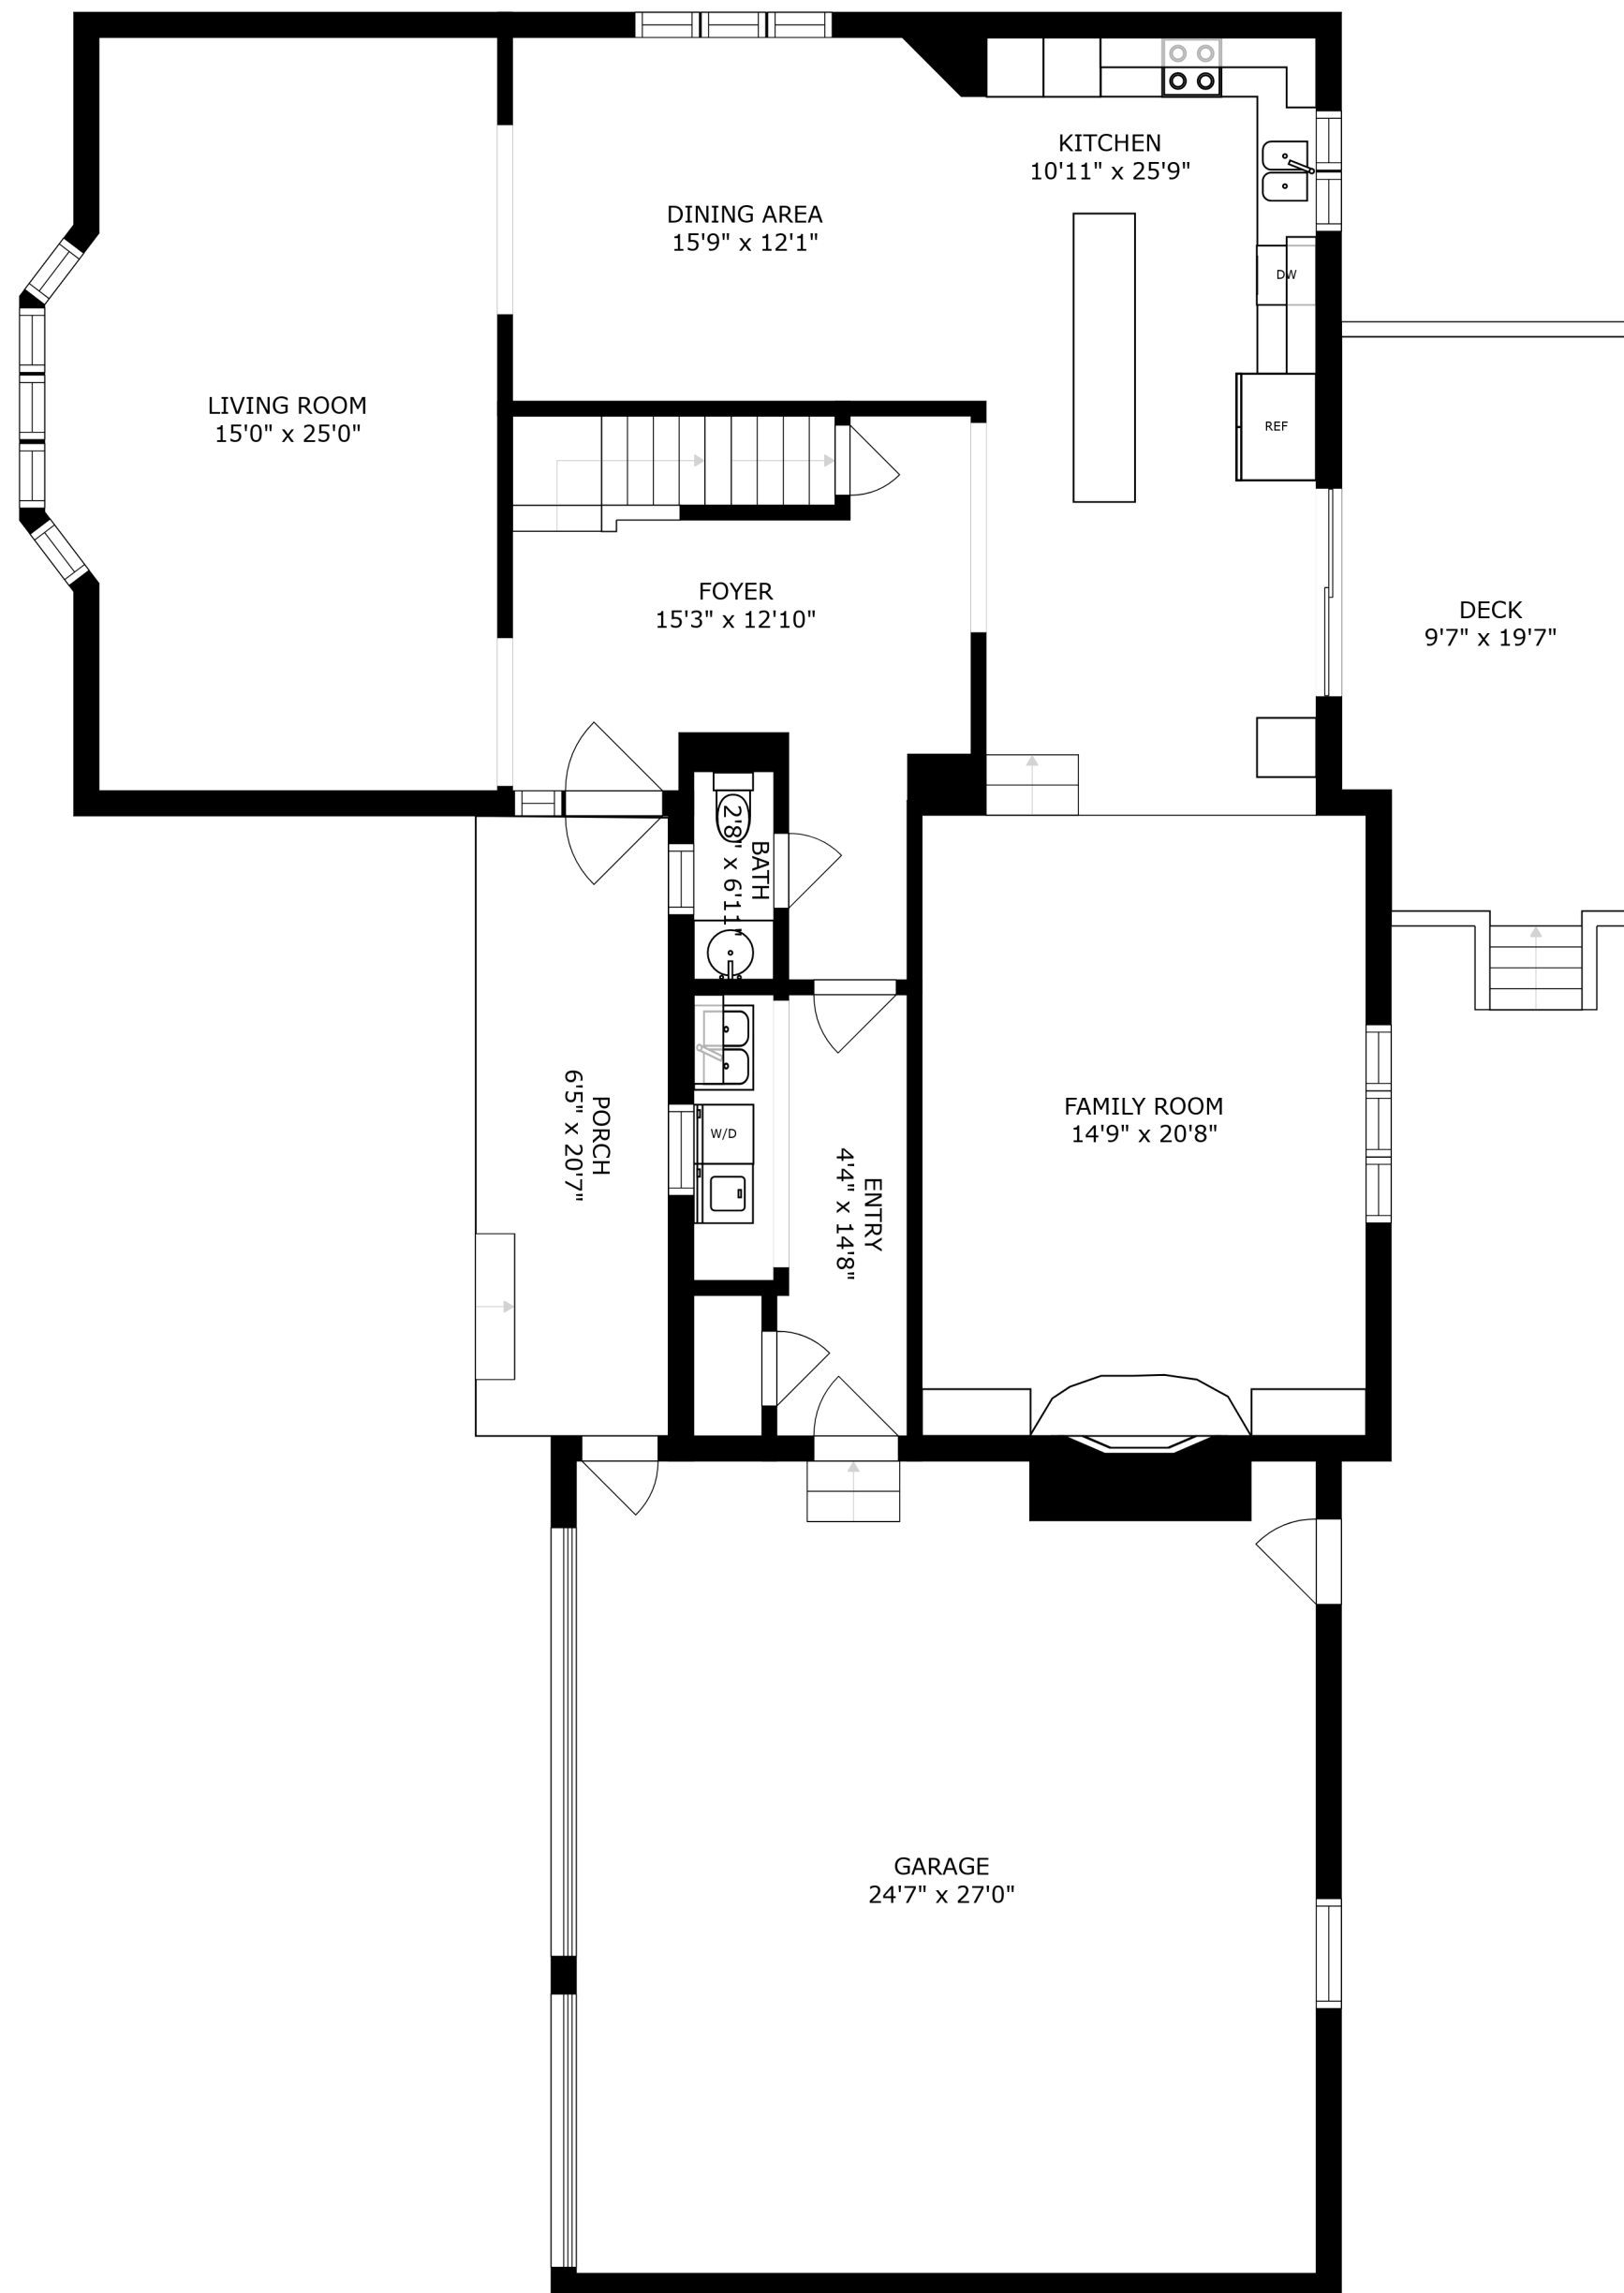 KITCHEN
10'11" x 25'9"
DINING AREA
15'9" x 12'1"
DW
LIVING ROOM
15'0" x 25'0"
REF
FOYER
15'3" x 12'10"
DECK
9'7" x 19'7"
BATH
2'8" x 6'11"
PORCH
6'5" x 20'7"
W/D
ENTRY
4'4" x 14'8"
FAMILY ROOM
14'9" x 20'8"
GARAGE
24'7" x 27'0"